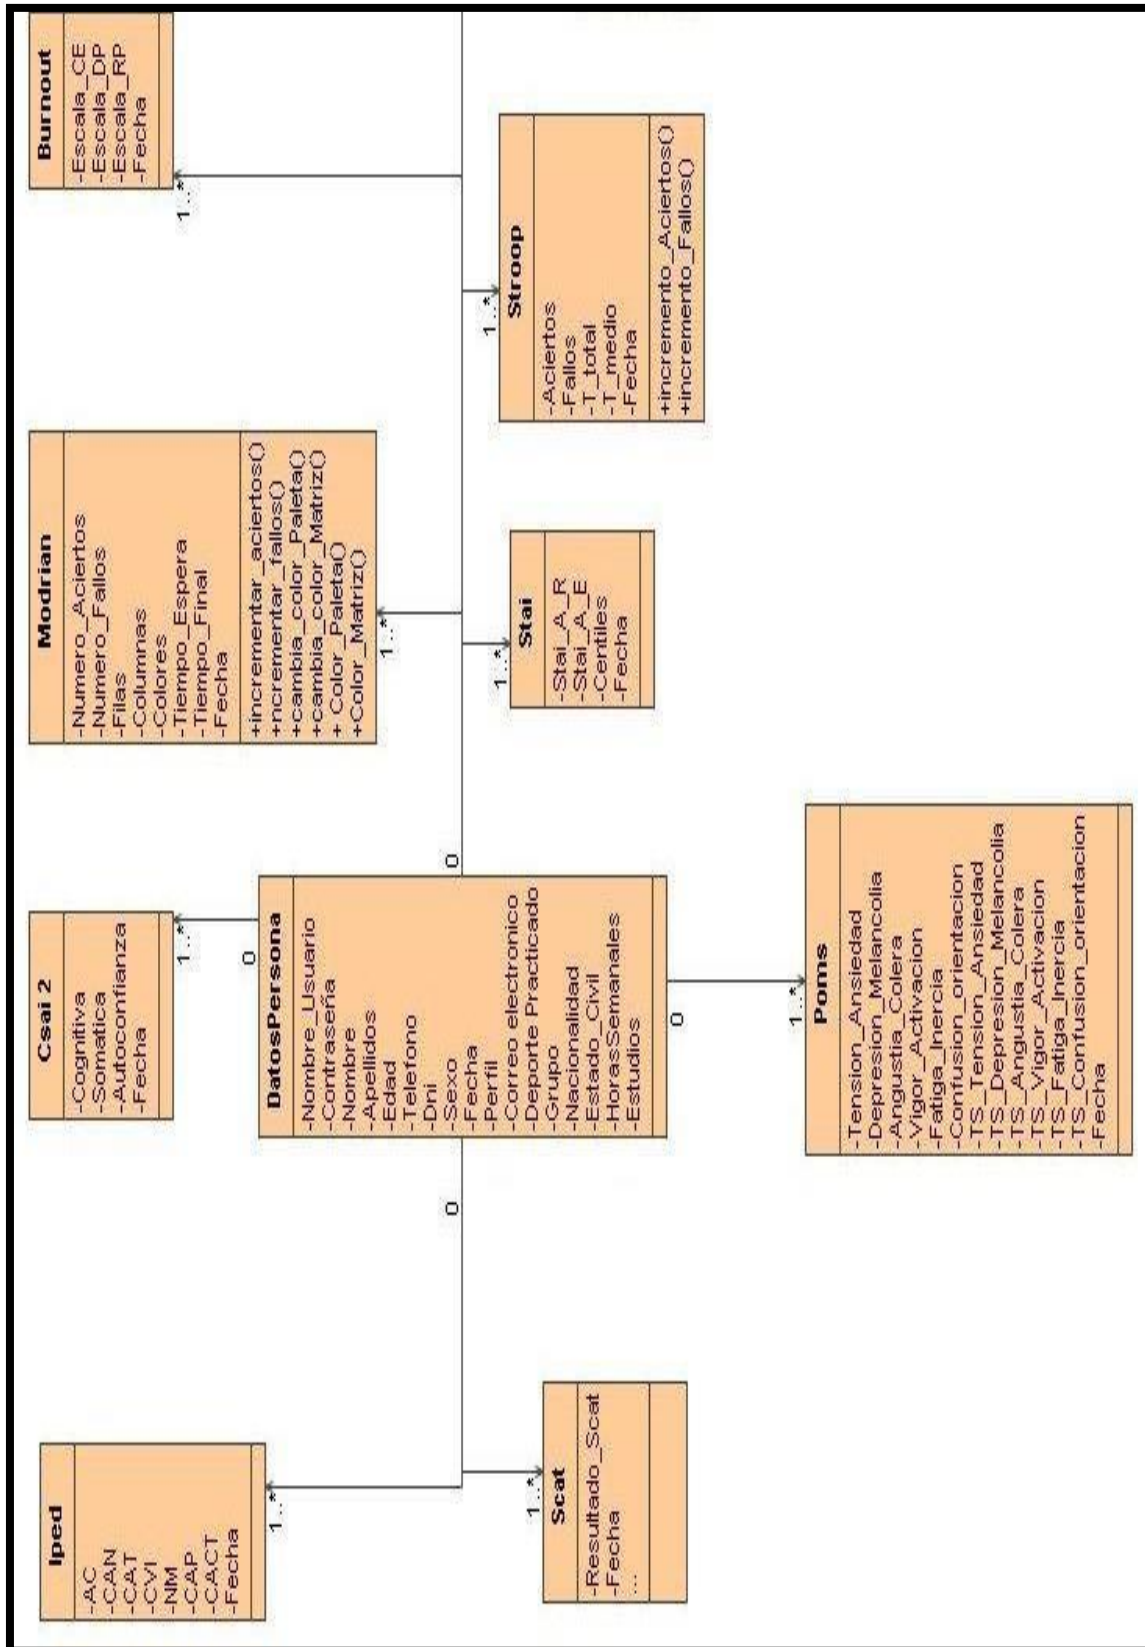 Iped
-AC
-CAN
-CAT
-CVI
-NM
-CAP
-CACT
-Fecha
1..*
Csai 2
-Cognitiva
-Somatica
-Autoconfianza
-Fecha
1..*
0
Modrian
-Numero_Aciertos
-Numero_Fallos
-Filas
-Columnas
-Colores
-Tiempo_Espera
-Tiempo_Final
-Fecha
+incrementar_aciertos()
+ncrementar_fallos()
+cambia_color_Paleta()
+cambia_color_Matriz()
+ Color_Paleta()
+Color_Matriz()
1..*
Burnout
-Escala_CE
-Escala_DP
-Escala_RP
-Fecha
1..*
DatosPersona
-Nombre_Usuario
-Contraseña
-Nombre
-Apellidos
-Edad
-Telefono
-Dni
-Sexo
-Fecha
-Perfil
-Correo electronico
-Deporte Practicado
-Grupo
-Nacionalidad
-Estado_Civil
-HorasSemanales
-Estudios
0
0
0
1..*
Scat
-Resultado_Scat
-Fecha
...
1..*
Poms
-Tension_Ansiedad
-Depresion_Melancolia
-Angustia_Colera
-Vigor_Activacion
-Fatiga_Inercia
-Confusion_orientacion
-TS_Tension_Ansiedad
-TS_Depresion_Melancolia
-TS_Angustia_Colera
-TS_Vigor_Activacion
-TS_Fatiga_Inercia
-TS_Confusion_orientacion
-Fecha
1..*
Stai
-Stai_A_R
-Stai_A_E
-Centiles
-Fecha
1..*
Stroop
-Aciertos
-Fallos
-T_total
-T_medio
-Fecha
+incremento_Aciertos()
+incremento_Fallos()